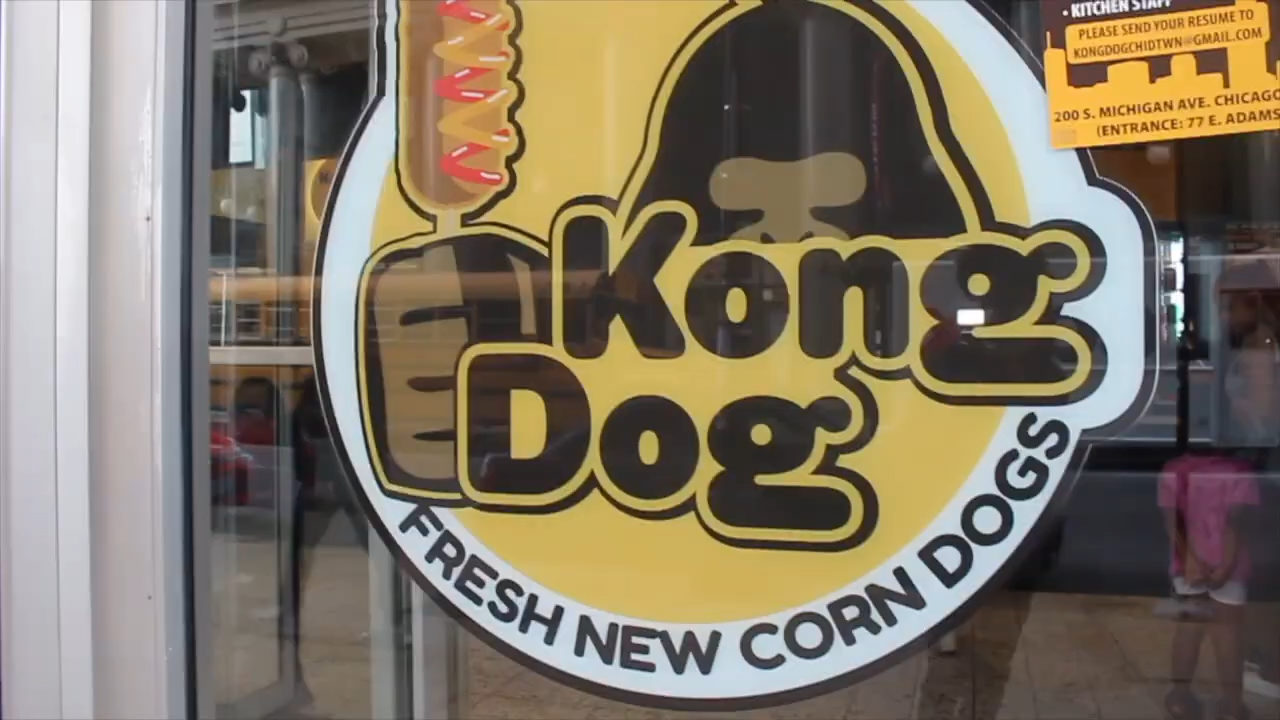 • KITCHEN STAFF
PLEASE SEND YOUR RESUME TO
KONGDOGCHIDTWN@GMAIL.COM
200 S. MICHIGAN AVE. CHICAGO
(ENTRANCE: 77 E. ADAMS
Kong
Dog
FRESH NEW CORN DOGS